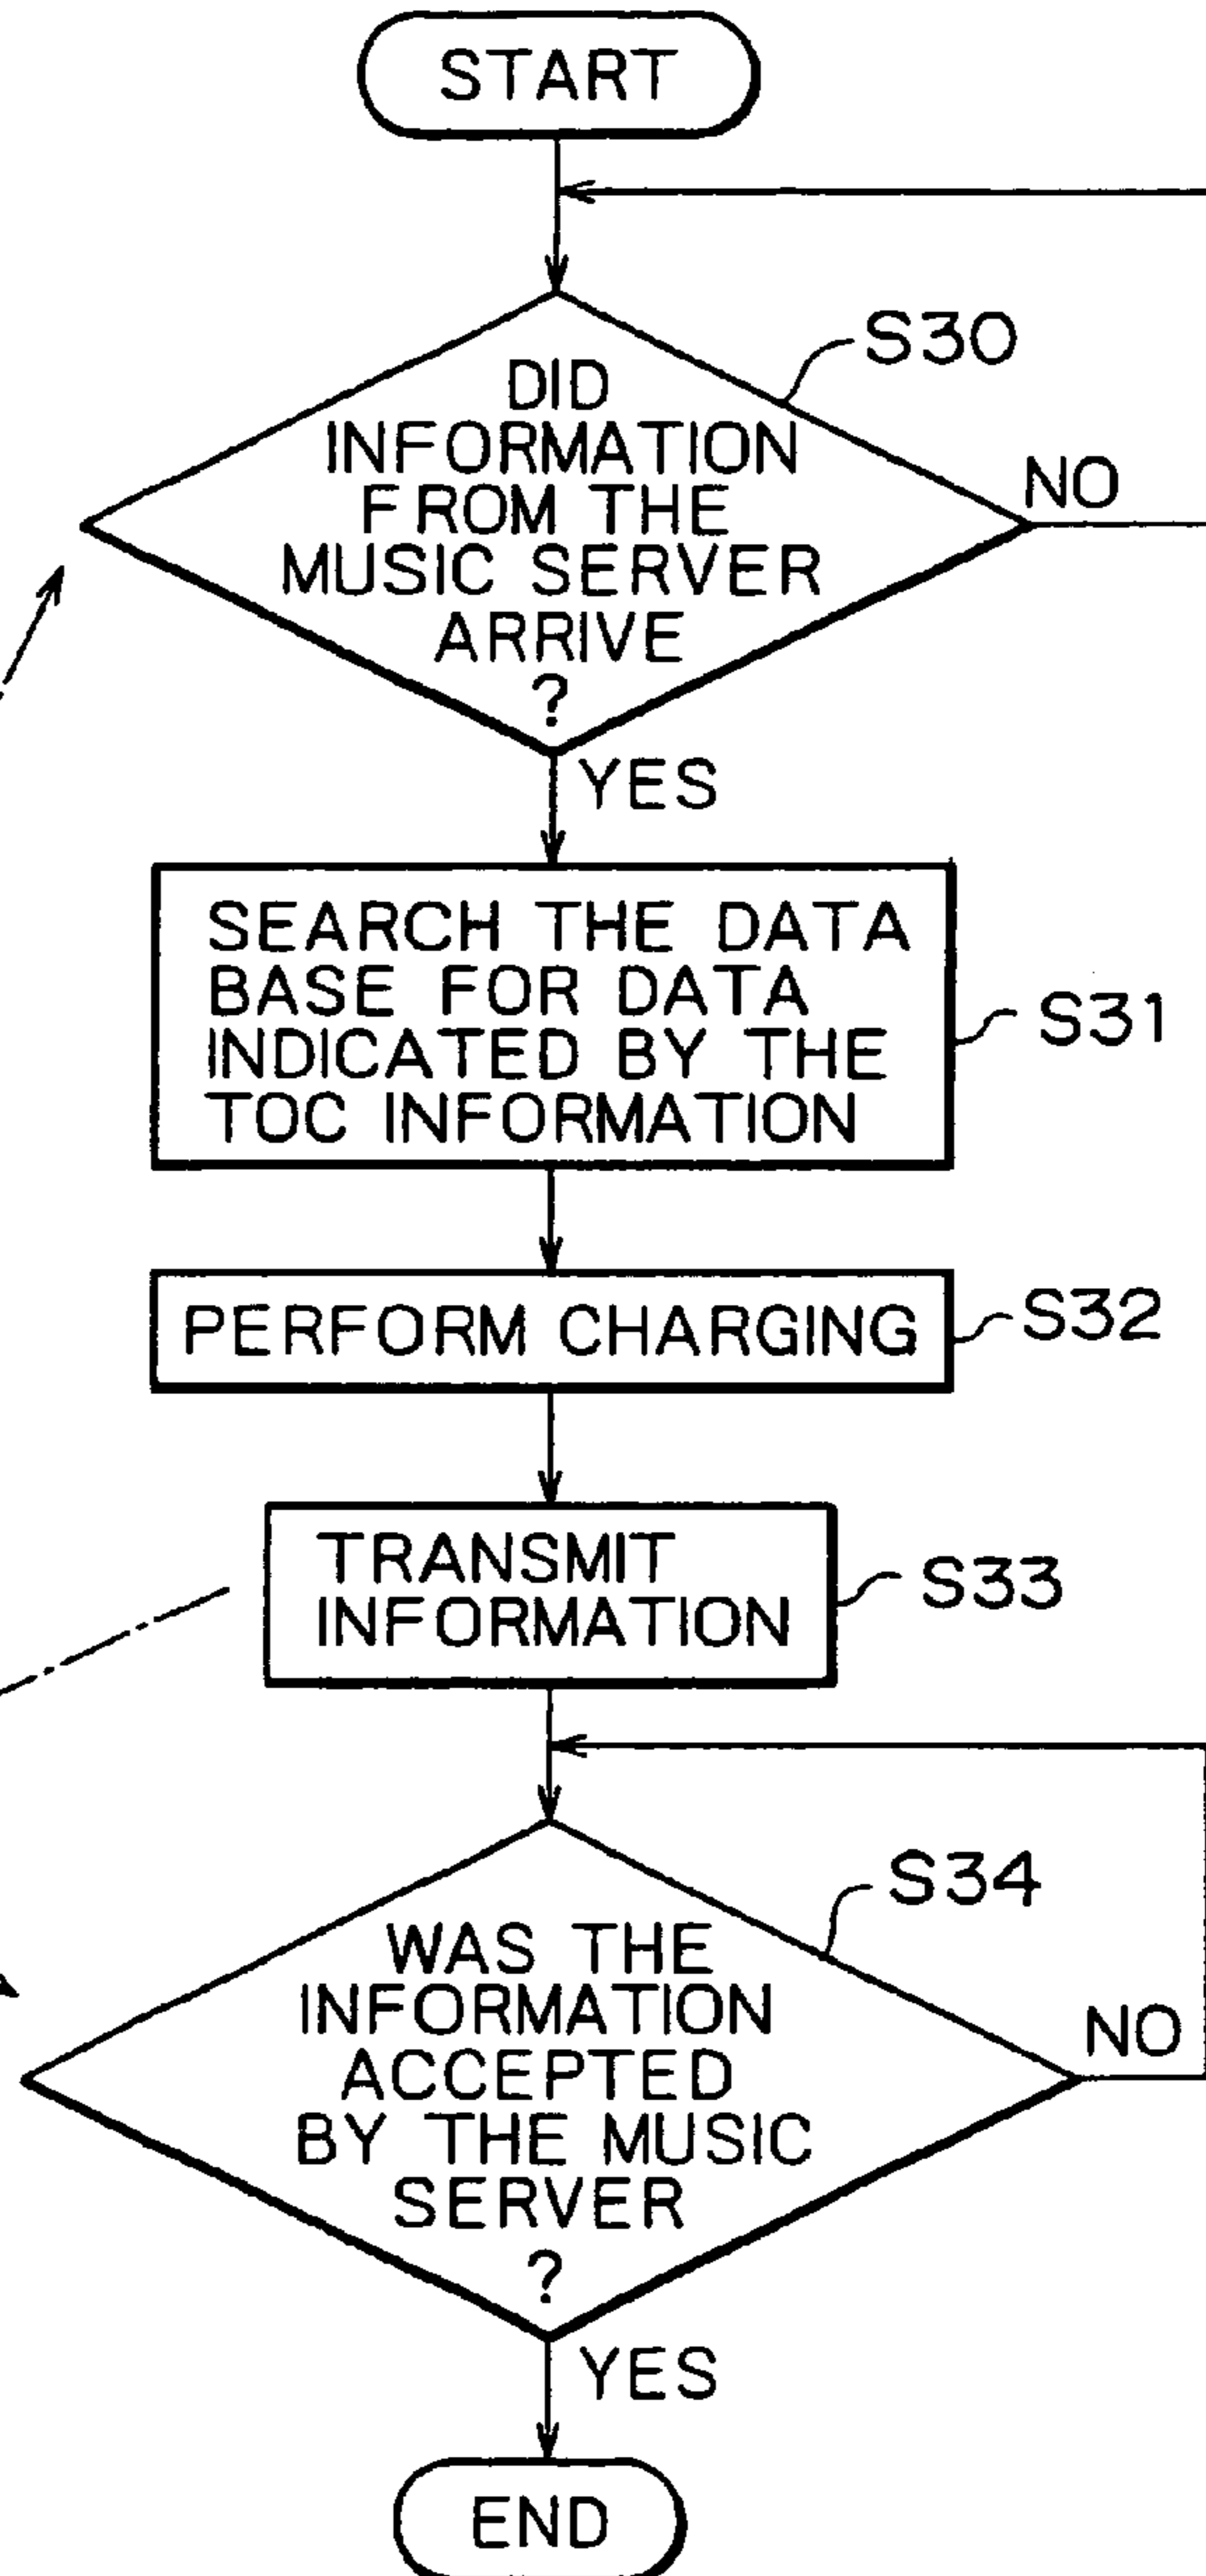 START
S30
DID
INFORMATION
FROM THE
MUSIC SERVER
ARRIVE
?
NO
YES
SEARCH THE DATA
BASE FOR DATA
INDICATED BY THE
TOC INFORMATION
S31
PERFORM CHARGING
S32
TRANSMIT
INFORMATION
S33
S34
WAS THE
INFORMATION
ACCEPTED
BY THE MUSIC
SERVER
?
NO
YES
END